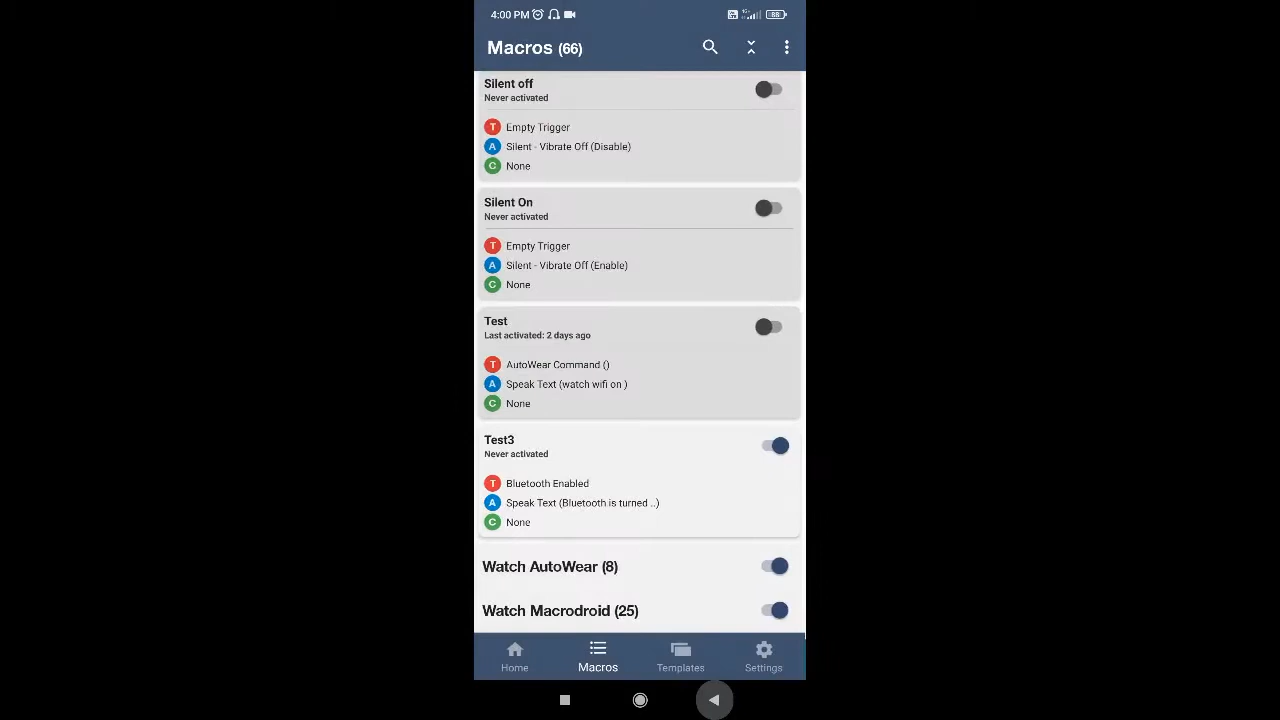 4:00 PM 88
Macros (66)
Silent off
Never activated
T Empty Trigger
A Silent - Vibrate Off (Disable)
C None
Silent On
Never activated
T Empty Trigger
A Silent - Vibrate Off (Enable)
C None
Test
Last activated: 2 days ago
T AutoWear Command ()
A Speak Text (watch wifi on )
C None
Test3
Never activated
T Bluetooth Enabled
A Speak Text (Bluetooth is turned ..)
C None
Watch AutoWear (8)
Watch Macrodroid (25)
Home Macros Templates Settings